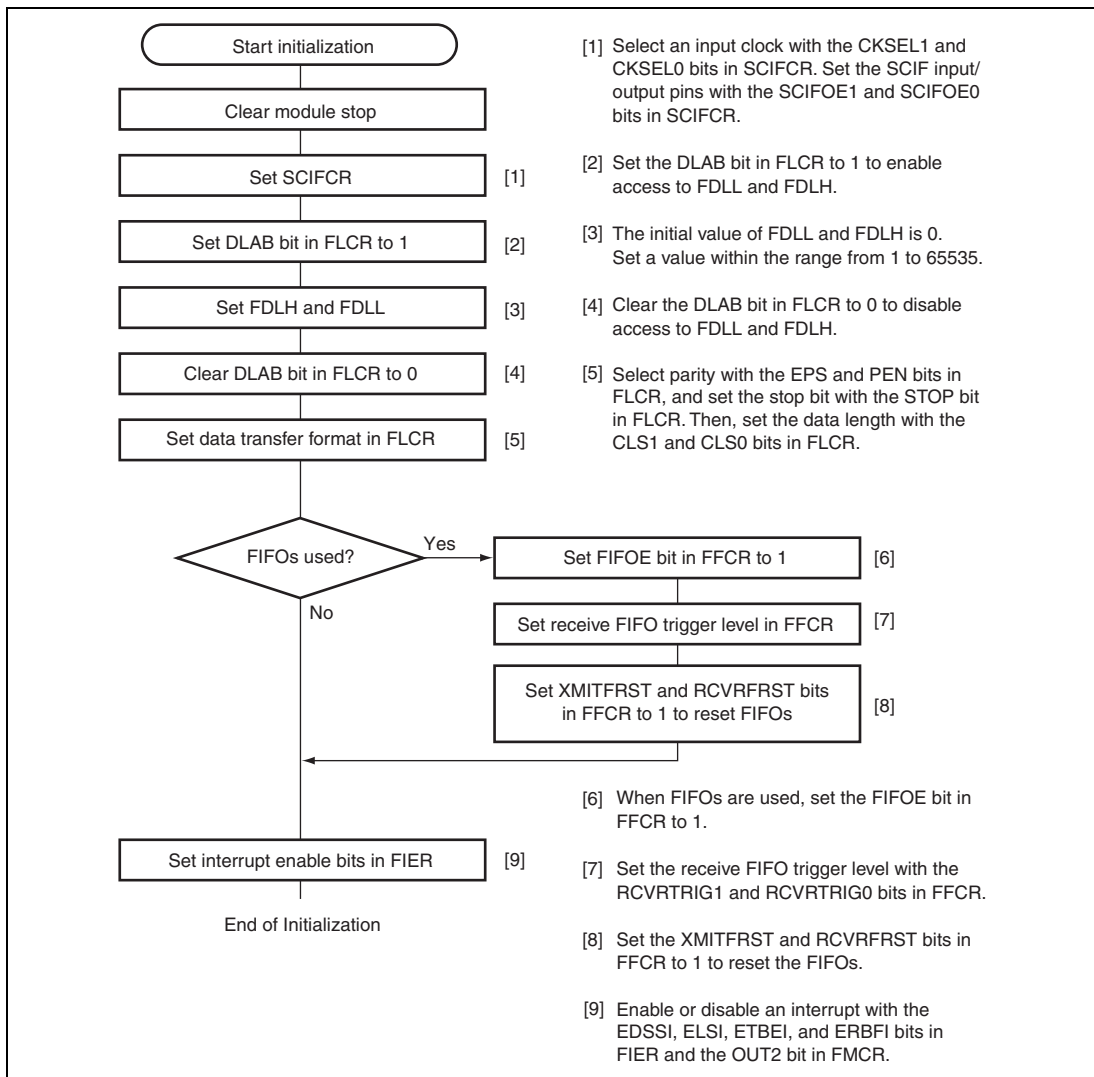 Start initialization
Clear module stop
Set SCIFCR
[1]
Set DLAB bit in FLCR to 1
[2]
Set FDLH and FDLL
[3]
Clear DLAB bit in FLCR to 0
[4]
Set data transfer format in FLCR
[5]
[1] Select an input clock with the CKSEL1 and
CKSEL0 bits in SCIFCR. Set the SCIF input/
output pins with the SCIFOE1 and SCIFOE0
bits in SCIFCR.
[2] Set the DLAB bit in FLCR to 1 to enable
access to FDLL and FDLH.
[3] The initial value of FDLL and FDLH is 0.
Set a value within the range from 1 to 65535.
[4] Clear the DLAB bit in FLCR to 0 to disable
access to FDLL and FDLH.
[5] Select parity with the EPS and PEN bits in
FLCR, and set the stop bit with the STOP bit
in FLCR. Then, set the data length with the
CLS1 and CLS0 bits in FLCR.
FIFOs used?
Yes
No
Set FIFOE bit in FFCR to 1
[6]
Set receive FIFO trigger level in FFCR
[7]
Set XMITFRST and RCVRFRST bits
in FFCR to 1 to reset FIFOs
[8]
Set interrupt enable bits in FIER
[9]
End of Initialization
[6] When FIFOs are used, set the FIFOE bit in
FFCR to 1.
[7] Set the receive FIFO trigger level with the
RCVRTRIG1 and RCVRTRIG0 bits in FFCR.
[8] Set the XMITFRST and RCVRFRST bits in
FFCR to 1 to reset the FIFOs.
[9] Enable or disable an interrupt with the
EDSSI, ELSI, ETBEI, and ERBFI bits in
FIER and the OUT2 bit in FMCR.